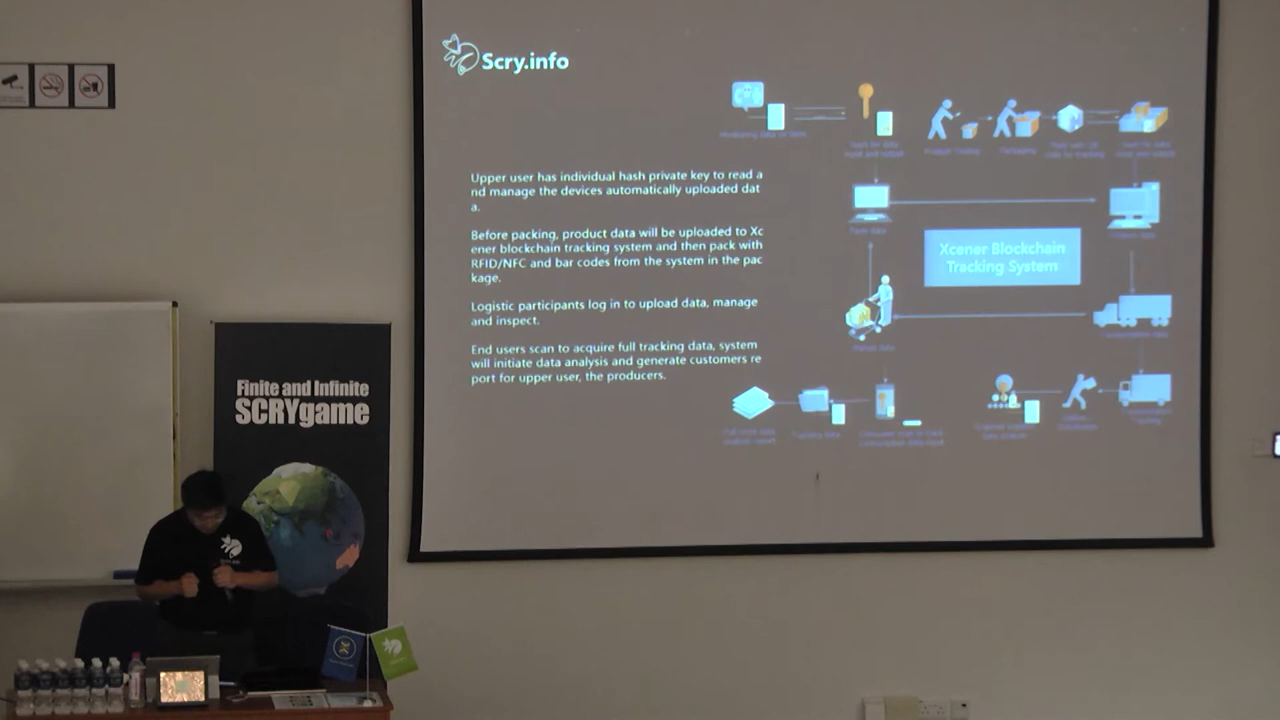 Scry.info
Upper user has individual hash private key to read a
nd manage the devices automatically uploaded dat
a.
Before packing, product data will be uploaded to Xc
ener blockchain tracking system and then pack with
RFID/NFC and bar codes from the system in the pac
kage.
Logistic participants log in to upload data, manage
and inspect.
End users scan to acquire full tracking data, system
will initiate data analysis and generate customers re
port for upper user, the producers.
Xcener Blockchain
Tracking System
Finite and Infinite
SCRYgame